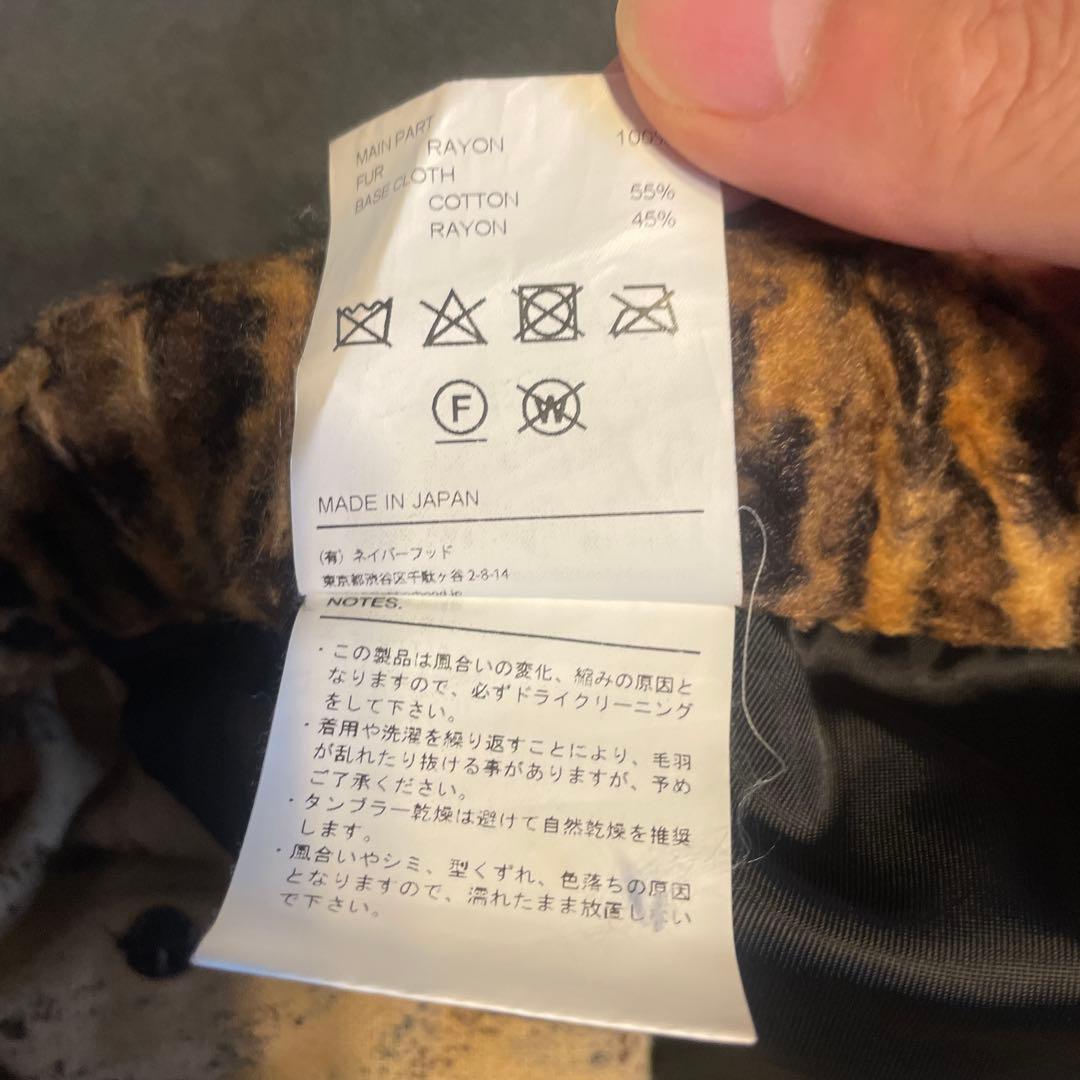 MAIN PART
RAYON 100%
FUR
BASE CLOTH
COTTON 55%
RAYON 45%
F
W
MADE IN JAPAN
(有) ネイバーフッド
東京都渋谷区千駄ヶ谷 2-8-14
NOTES.
・この製品は風合いの変化、縮みの原因と
なりますので、必ずドライクリーニング
をして下さい。
・着用や洗濯を繰り返すことにより、毛羽
が乱れたり抜ける事がありますが、予め
ご了承ください。
・タンブラー乾燥は避けて自然乾燥を推奨
します。
・風合いやシミ、型くずれ、色落ちの原因
となりますので、濡れたまま放置しない
で下さい。